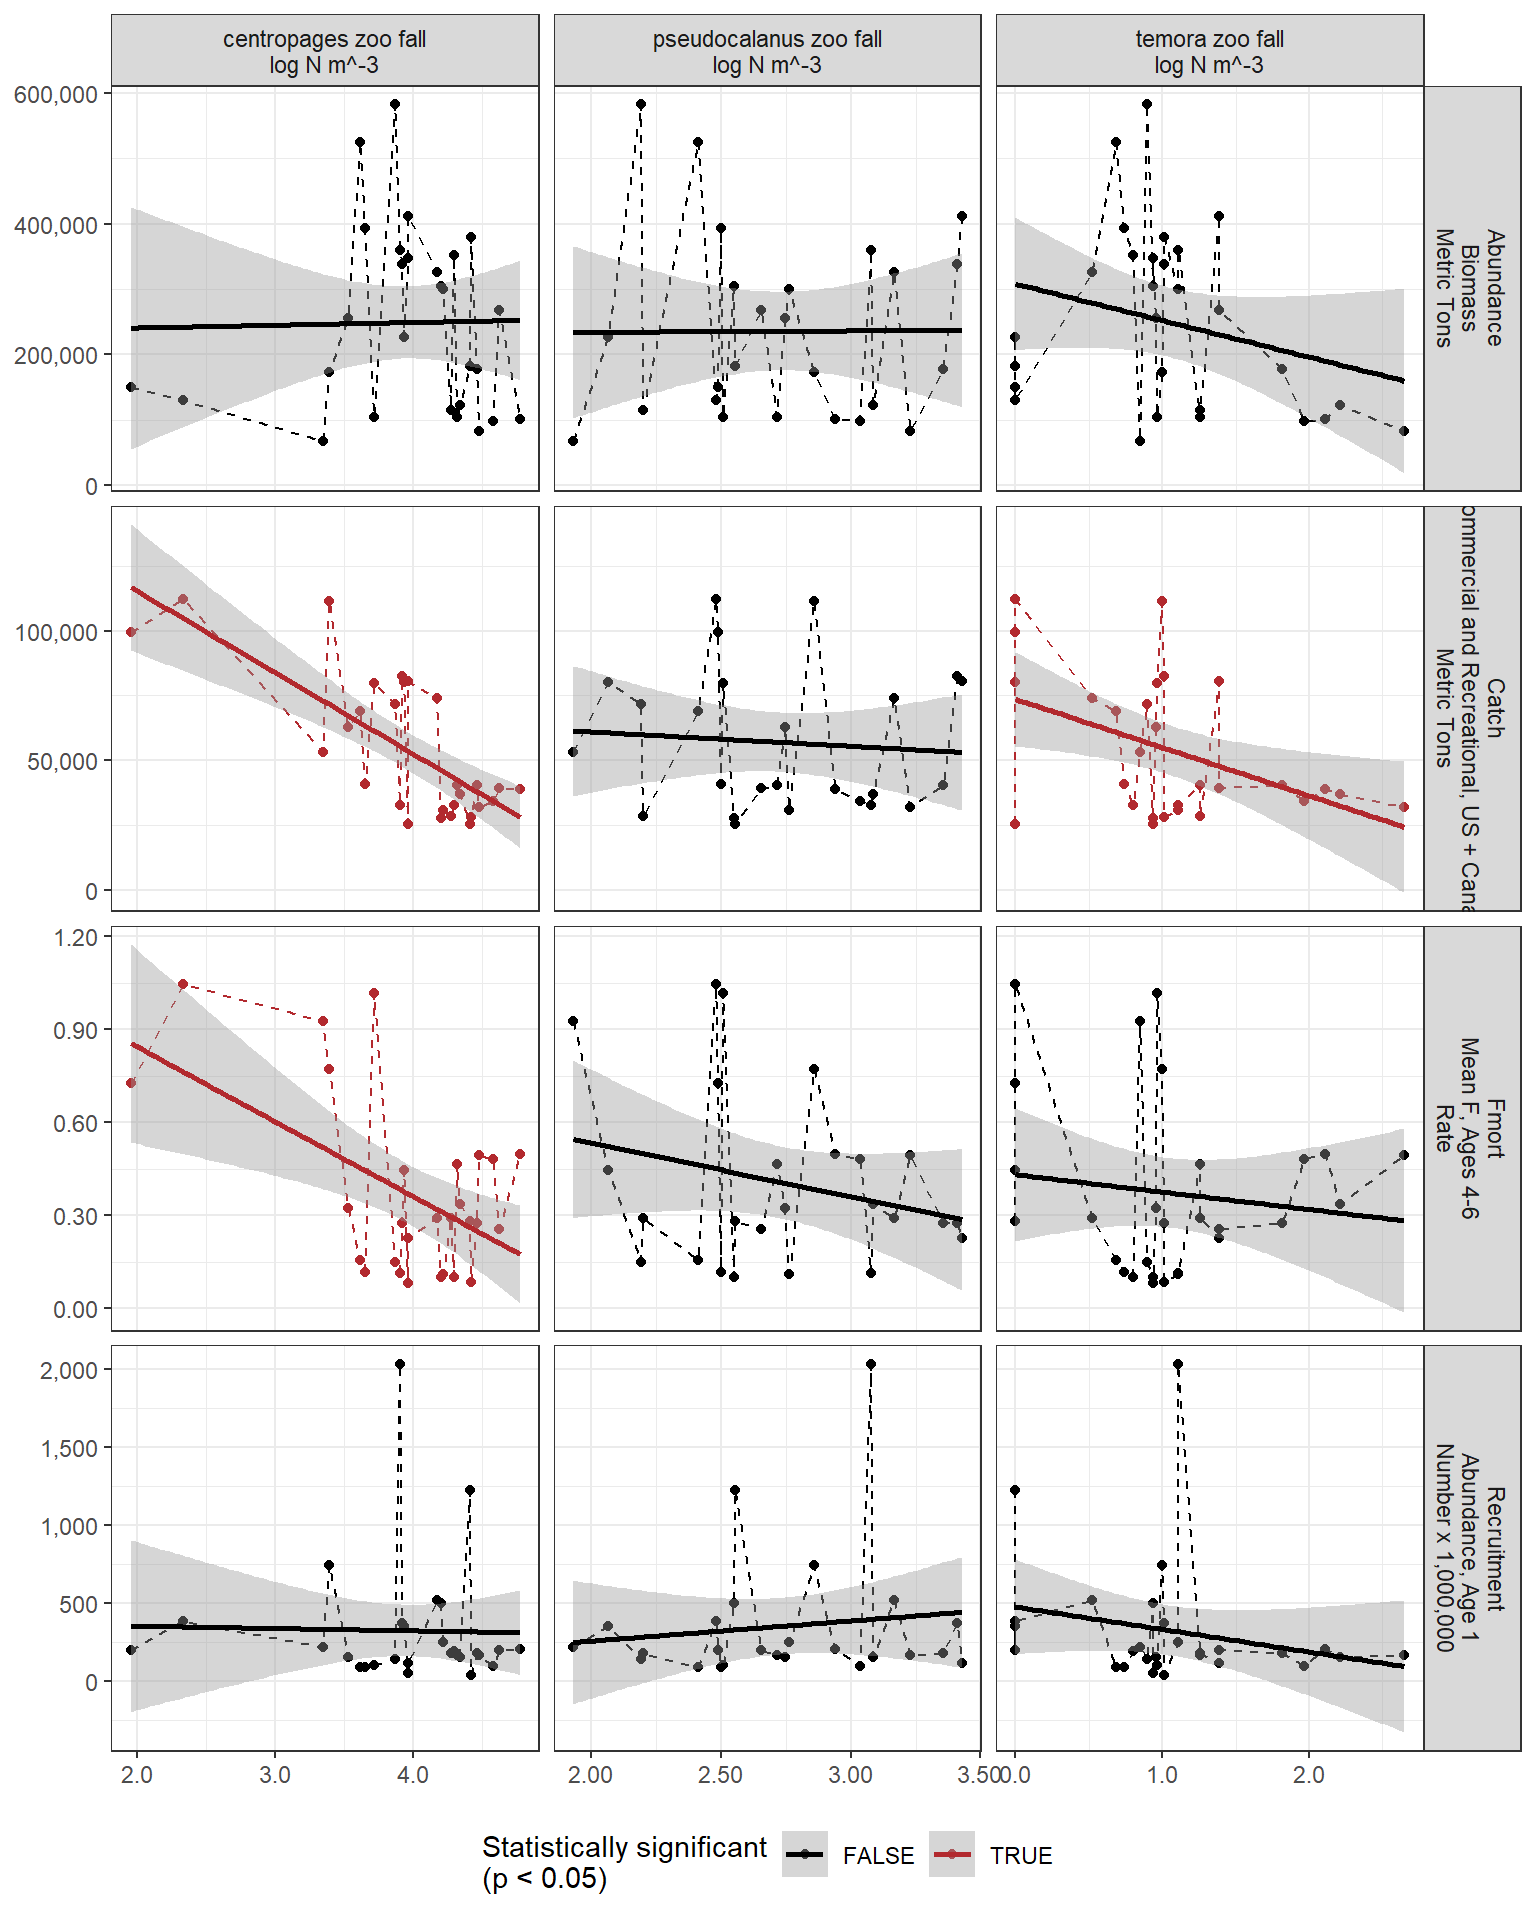 centropages zoo fall
log N m^-3
pseudocalanus zoo fall
log N m^-3
temora zoo fall
log N m^-3
600,000
400,000
200,000
0
Abundance
Biomass
Metric Tons
100,000
50,000
0
Catch
ommercial and Recreational, US + Cana
Metric Tons
1.20
0.90
0.60
0.30
0.00
Fmort
Mean F, Ages 4-6
Rate
2,000
1,500
1,000
500
0
Recruitment
Abundance, Age 1
Number x 1,000,000
2.0 3.0 4.0
2.00 2.50 3.00 3.50
0.0 1.0 2.0
Statistically significant
(p < 0.05)
FALSE
TRUE